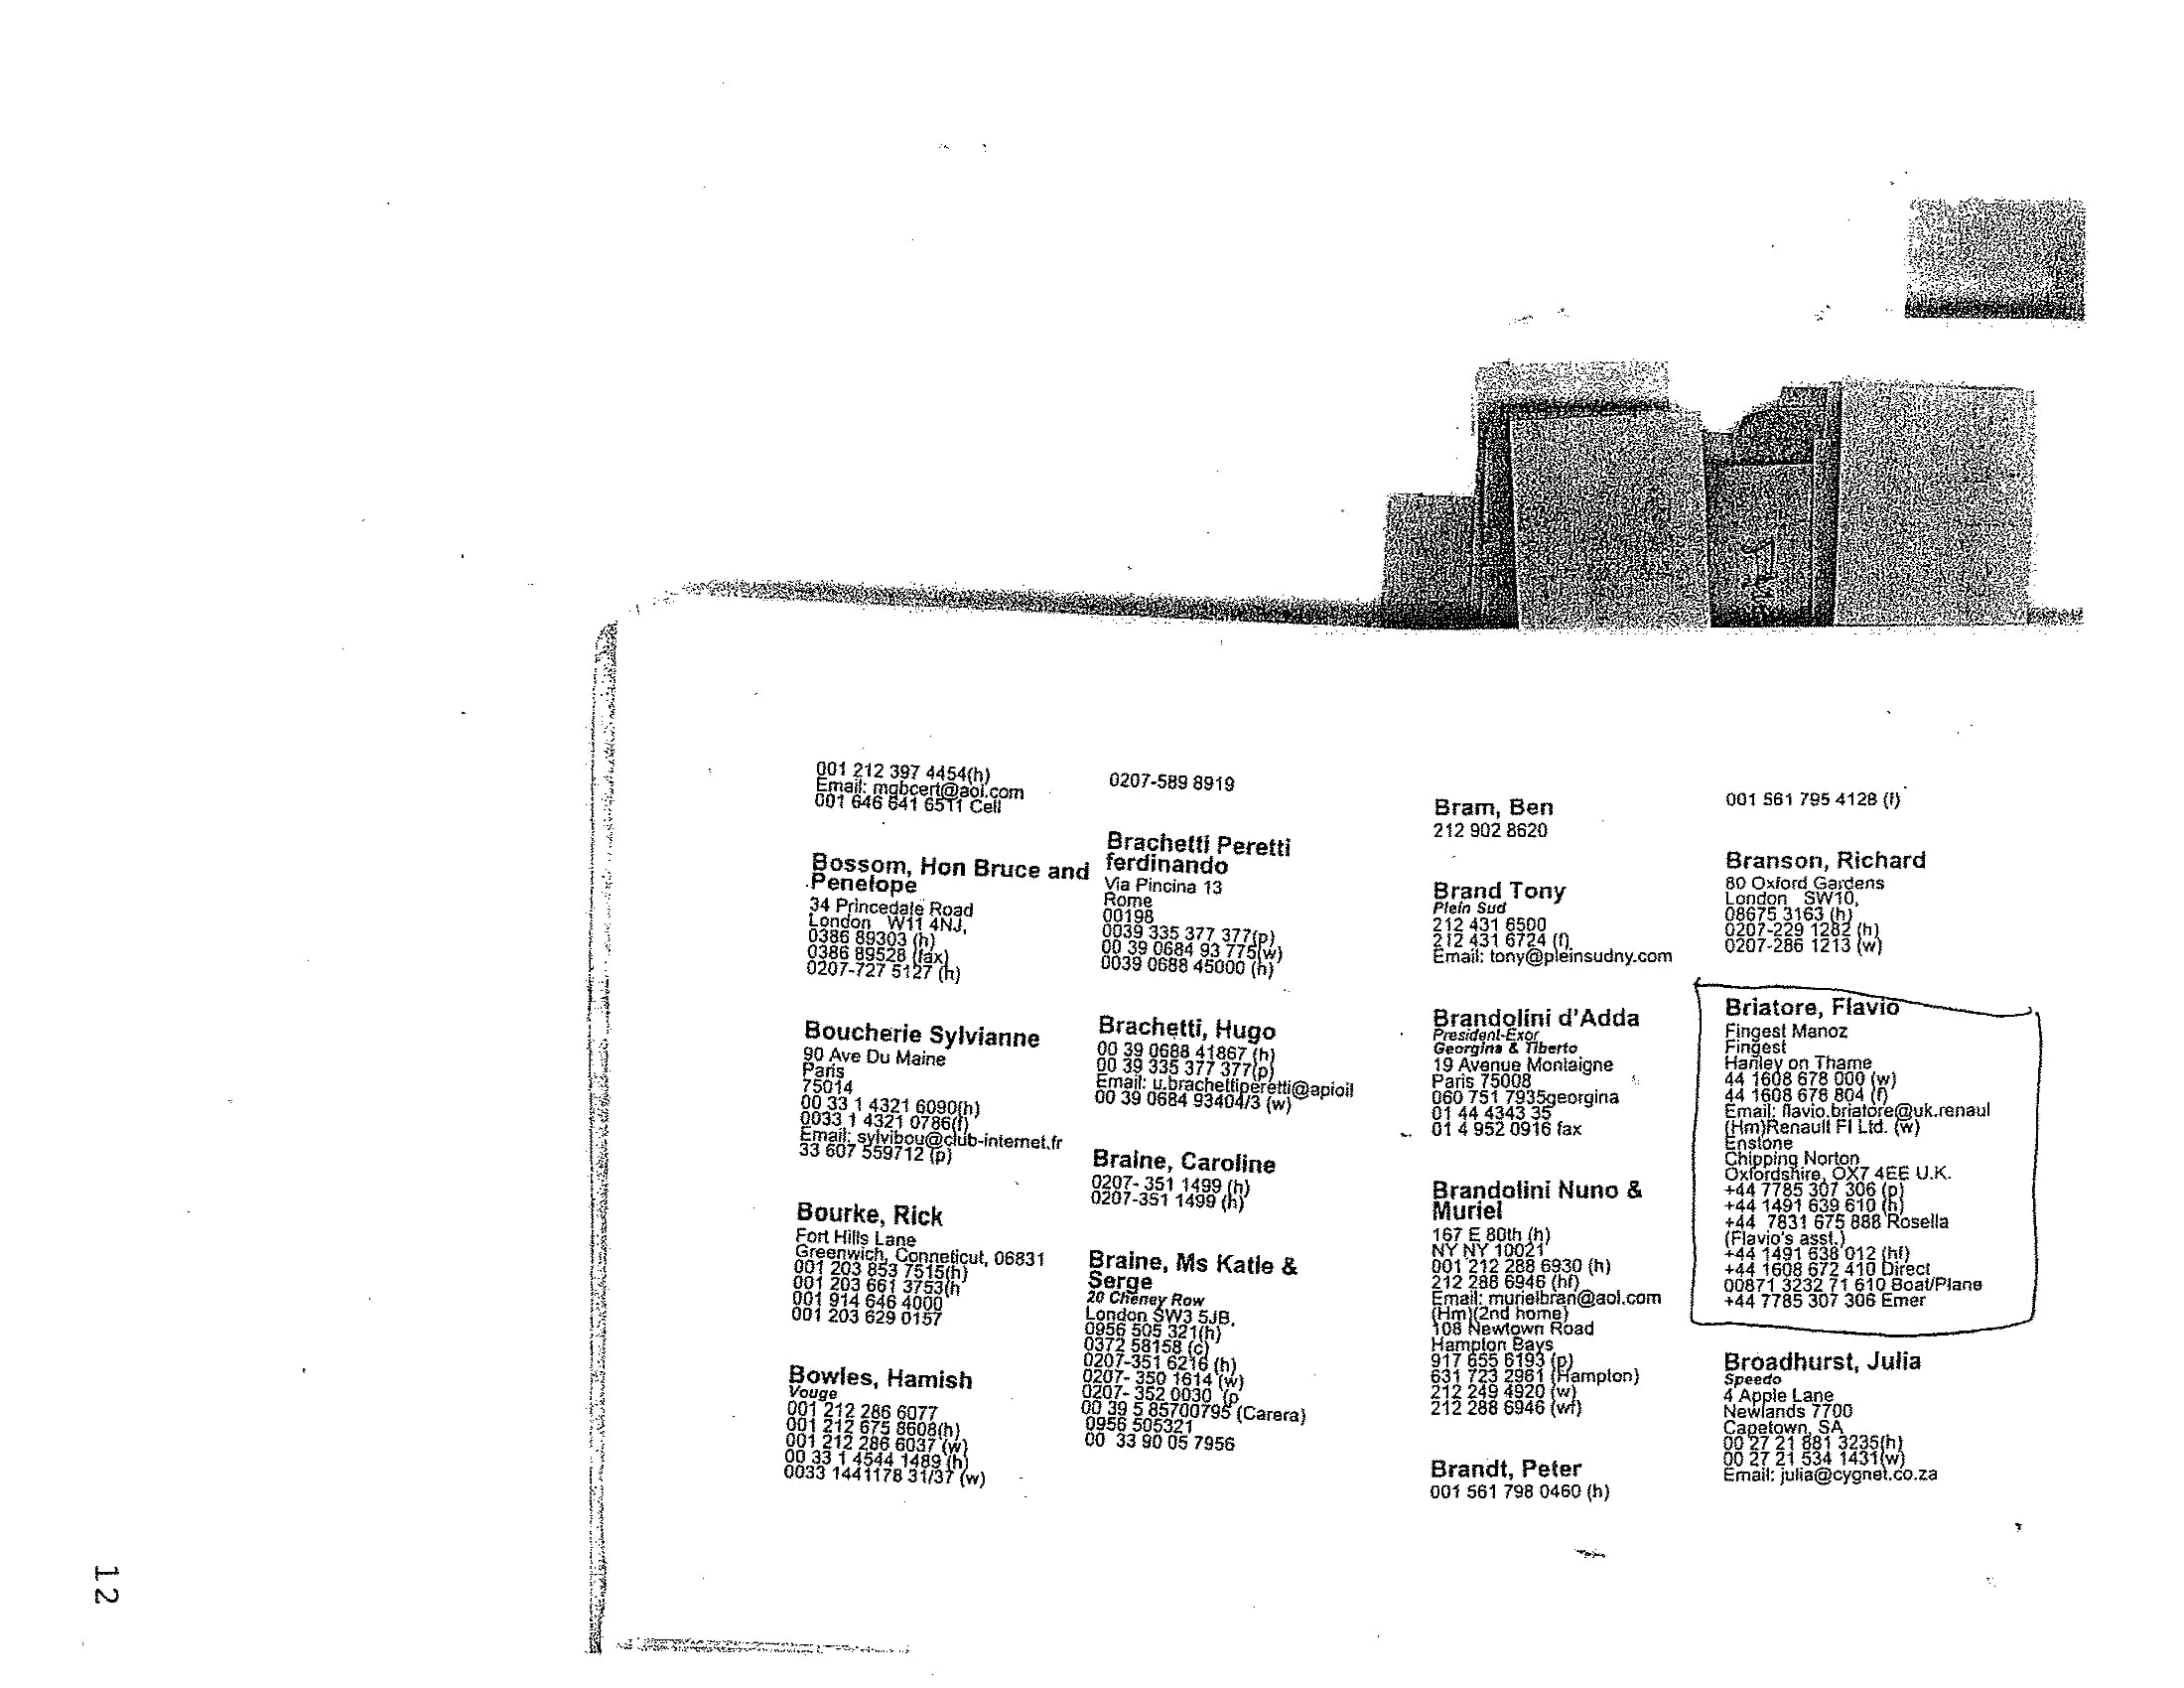 001 212 397 4454(h)
Email: mgbcert@aol.com
001 646 641 6511 Cell
Bossom, Hon Bruce and
Penelope
34 Princedale Road
London W11 4NJ,
0386 89303 (h)
0386 89528 (fax)
0207-727 5127 (h)
Boucherie Sylvianne
90 Ave Du Maine
Paris
75014
00 33 1 4321 6090(h)
0033 1 4321 0786(f)
Email: sylvibou@club-internet.fr
33 607 559712 (p)
Bourke, Rick
Fort Hills Lane
Greenwich, Conneticut, 06831
001 203 853 7515(h)
001 203 661 3753(h
001 914 646 4000
001 203 629 0157
Bowles, Hamish
Vouge
001 212 286 6077
001 212 675 8608(h)
001 212 286 6037 (w)
00 33 1 4544 1489 (h)
0033 1441178 31/37 (w)
0207-589 8919
Brachetti Peretti
ferdinando
Via Pincina 13
Rome
00198
0039 335 377 377(p)
00 39 0684 93 775(w)
0039 0688 45000 (h)
Brachetti, Hugo
00 39 0688 41867 (h)
00 39 335 377 377(p)
Email: u.brachettiperetti@apioil
00 39 0684 93404/3 (w)
Braine, Caroline
0207- 351 1499 (h)
0207-351 1499 (h)
Braine, Ms Katie &
Serge
20 Cheney Row
London SW3 5JB,
0956 505 321(h)
0372 58158 (c)
0207-351 6216 (h)
0207- 350 1614 (w)
0207- 352 0030 (p
00 39 5 85700795 (Carera)
0956 505321
00 33 90 05 7956
Bram, Ben
212 902 8620
Brand Tony
Plein Sud
212 431 6500
212 431 6724 (f)
Email: tony@pleinsudny.com
Brandolini d'Adda
President-Exor
Georgina & Tiberto
19 Avenue Montaigne
Paris 75008
060 751 7935georgina
01 44 4343 35
01 4 952 0916 fax
Brandolini Nuno &
Muriel
167 E 80th (h)
NY NY 10021
001 212 288 6930 (h)
212 288 6946 (hf)
Email: murielbran@aol.com
(Hm)(2nd home)
108 Newtown Road
Hampton Bays
917 655 6193 (p)
631 723 2961 (Hampton)
212 249 4920 (w)
212 288 6946 (wf)
Brandt, Peter
001 561 798 0460 (h)
001 561 795 4128 (f)
Branson, Richard
80 Oxford Gardens
London SW10,
08675 3163 (h)
0207-229 1282 (h)
0207-286 1213 (w)
Briatore, Flavio
Fingest Manoz
Fingest
Hanley on Thame
44 1608 678 000 (w)
44 1608 678 804 (f)
Email: flavio.briatore@uk.renaul
(Hm)Renault FI Ltd. (w)
Enstone
Chipping Norton
Oxfordshire, OX7 4EE U.K.
+44 7785 307 306 (p)
+44 1491 639 610 (h)
+44 7831 675 888 Rosella
(Flavio's asst.)
+44 1491 638 012 (hf)
+44 1608 672 410 Direct
00871 3232 71 610 Boat/Plane
+44 7785 307 306 Emer
Broadhurst, Julia
Speedo
4 Apple Lane
Newlands 7700
Capetown, SA
00 27 21 881 3235(h)
00 27 21 534 1431(w)
Email: julia@cygnet.co.za
12